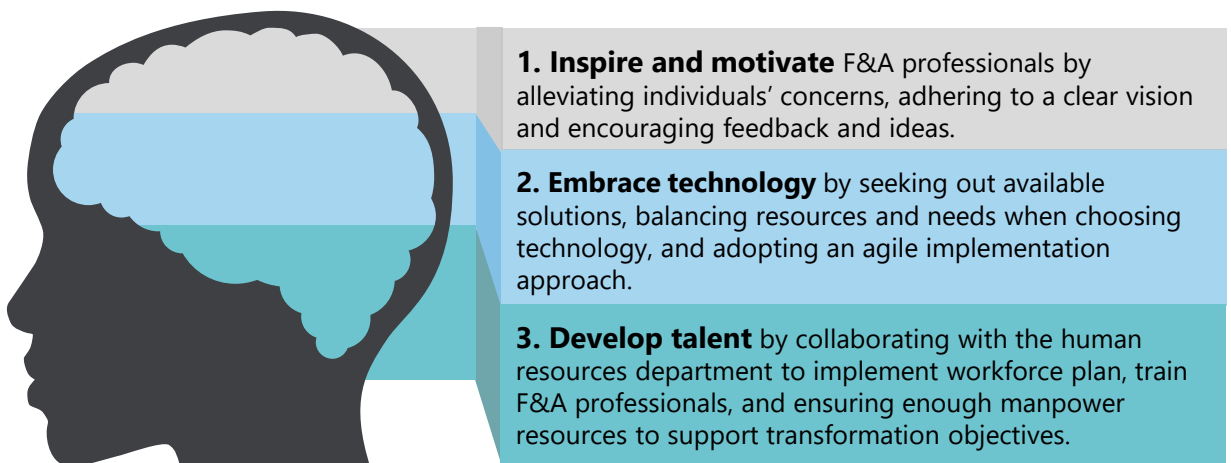 1. Inspire and motivate F&A professionals by
alleviating individuals’ concerns, adhering to a clear vision
and encouraging feedback and ideas.
2. Embrace technology by seeking out available
solutions, balancing resources and needs when choosing
technology, and adopting an agile implementation
approach.
3. Develop talent by collaborating with the human
resources department to implement workforce plan, train
F&A professionals, and ensuring enough manpower
resources to support transformation objectives.